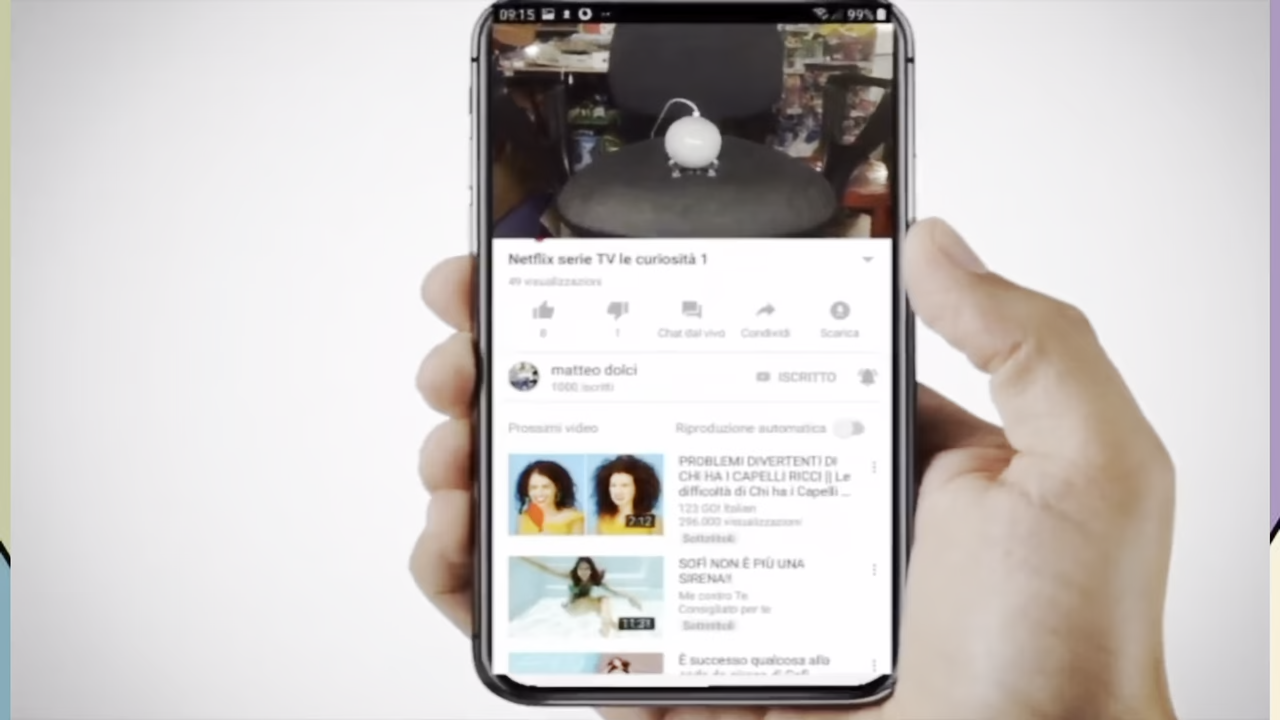 09:15
99%
Netflix serie TV le curiosità 1
49 visualizzazioni
8
1
Chat dal vivo
Condividi
Scarica
matteo dolci
1000 iscritti
ISCRITTO
Prossimi video
Riproduzione automatica
PROBLEMI DIVERTENTI DI
CHI HA I CAPELLI RICCI || Le
difficoltà di Chi ha i Capelli ...
123 GO! Italian
296.000 visualizzazioni
Sottotitoli
7:12
SOFÌ NON È PIÙ UNA
SIRENA!!
Me contro Te
Consigliato per te
Sottotitoli
11:31
È successo qualcosa alla